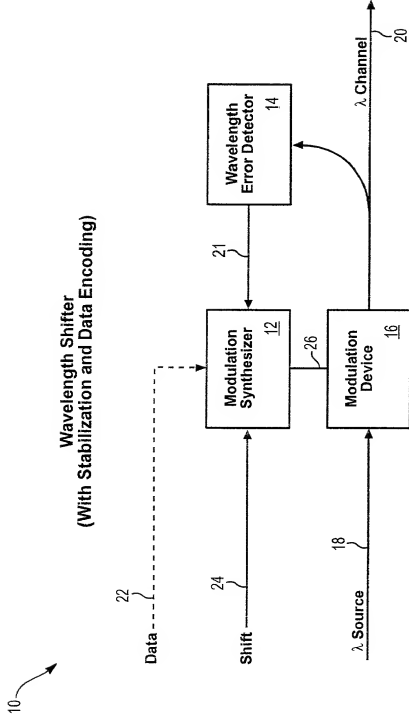 10
Wavelength Shifter
(With Stabilization and Data Encoding)
Data
22
Shift
24
Modulation
Synthesizer
12
21
Wavelength
Error Detector
14
26
λ Source
18
Modulation
Device
16
λ Channel
20